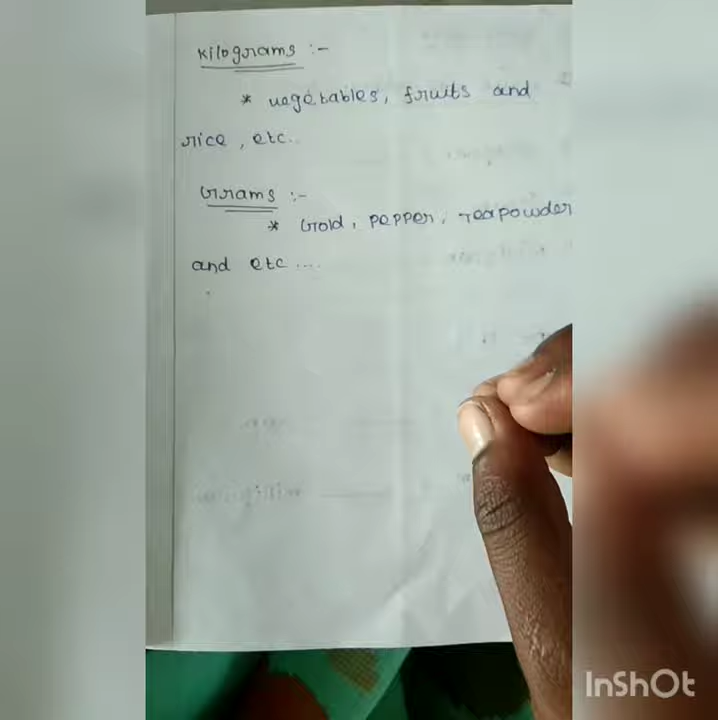 Kilograms :-
* vegetables, fruits and
rice, etc..
Grams :-
* Gold, pepper, Teapowder
and etc ....
InShOt